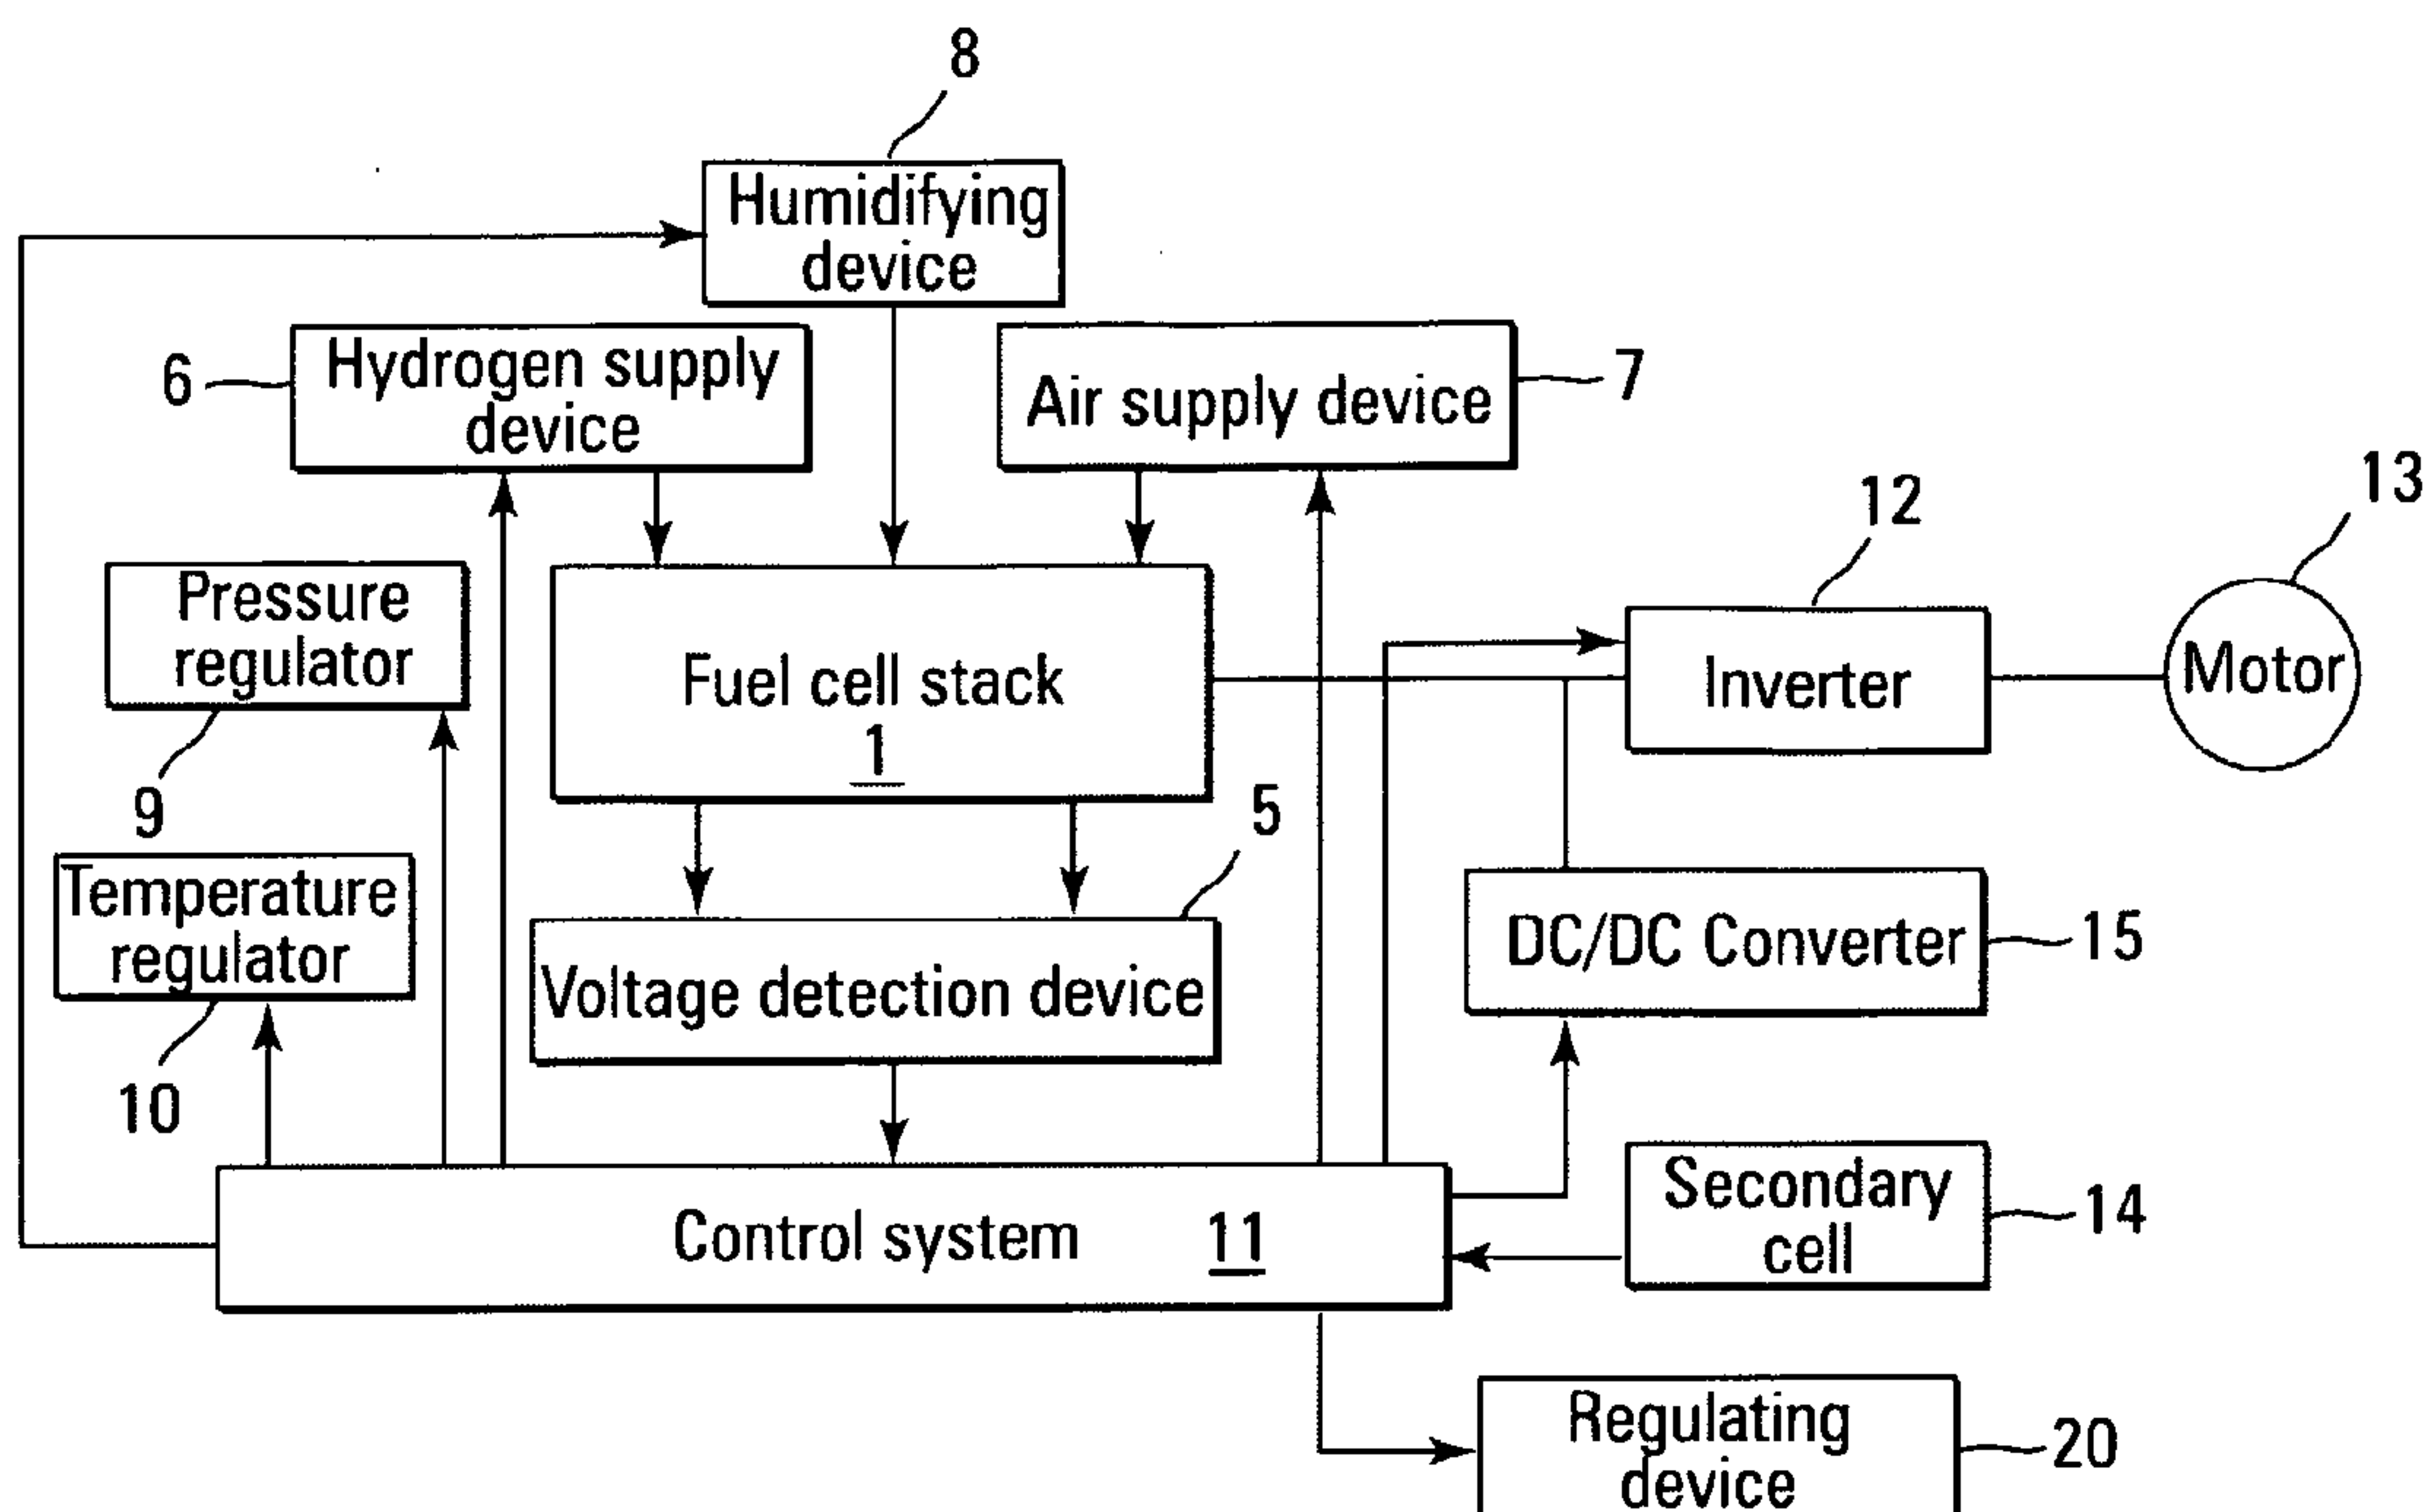 8
Humidifying
device
6
Hydrogen supply
device
Air supply device
7
Pressure
regulator
9
Fuel cell stack
1
12
Inverter
13
Motor
Temperature
regulator
10
5
Voltage detection device
DC/DC Converter
15
Control system 11
Secondary
cell
14
Regulating
device
20